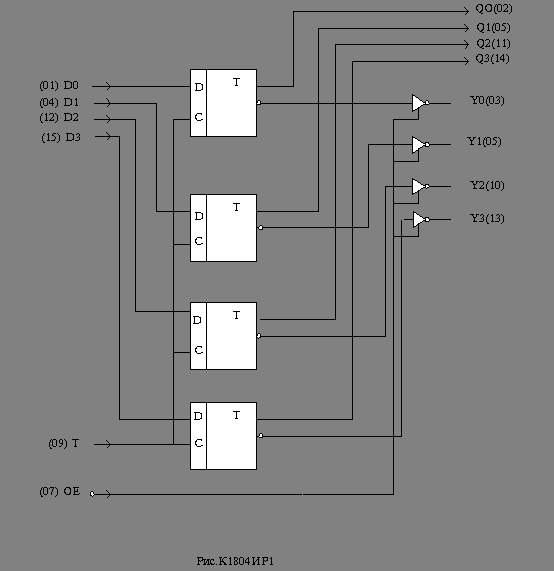 QO(02)
Q1(05)
Q2(11)
Q3(14)
(01) D0
(04) D1
(12) D2
(15) D3
D T
C
Y0(03)
Y1(05)
Y2(10)
Y3(13)
D T
C
D T
C
D T
C
(09) T
(07) OE
Рис.К1804ИР1